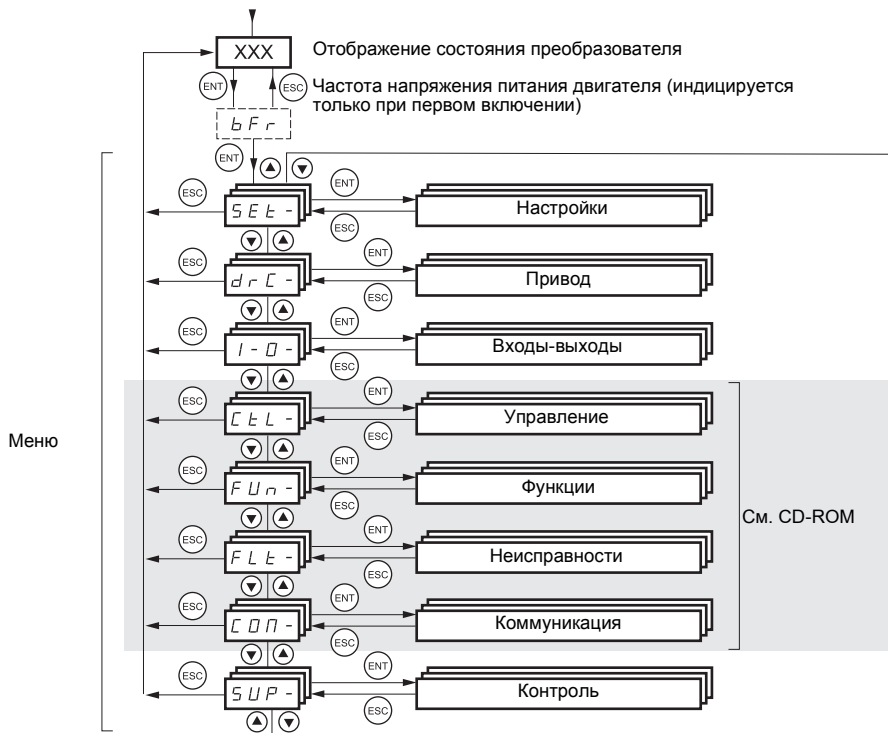 XXX
Отображение состояния преобразователя
ENT
ESC
Частота напряжения питания двигателя (индицируется
только при первом включении)
bFr
ENT
ESC
SEt-
ENT
Настройки
ESC
ESC
drC-
ENT
Привод
ESC
ESC
I-O-
ENT
Входы-выходы
ESC
ESC
CtL-
ENT
Управление
ESC
Меню
ESC
FUn-
ENT
Функции
ESC
См. CD-ROM
ESC
FLt-
ENT
Неисправности
ESC
ESC
COM-
ENT
Коммуникация
ESC
ESC
SUP-
ENT
Контроль
ESC